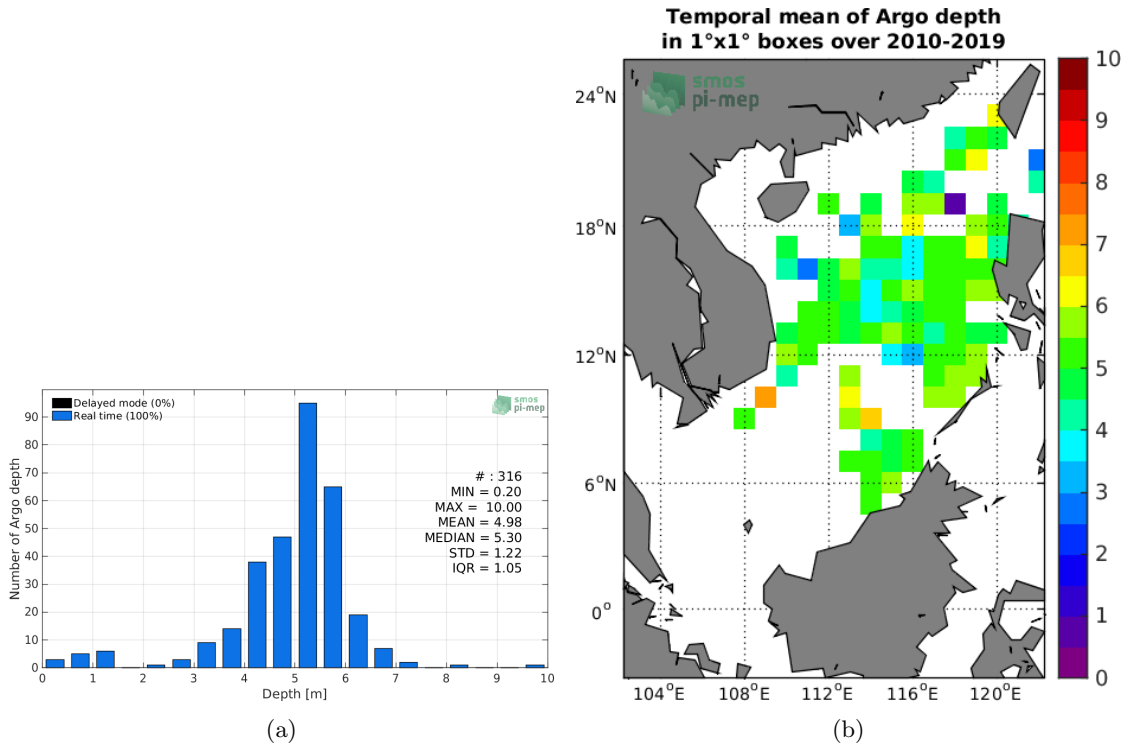 Temporal mean of Argo depth
in 1°x1° boxes over 2010-2019
smos
pi-mep
24°N
18°N
12°N
6°N
0°
104°E
108°E
112°E
116°E
120°E
10
9
8
7
6
5
4
3
2
1
0
Delayed mode (0%)
Real time (100%)
smos
pi-mep
# : 316
MIN = 0.20
MAX = 10.00
MEAN = 4.98
MEDIAN = 5.30
STD = 1.22
IQR = 1.05
Number of Argo depth
90
80
70
60
50
40
30
20
10
0
0
1
2
3
4
5
6
7
8
9
10
Depth [m]
(a)
(b)